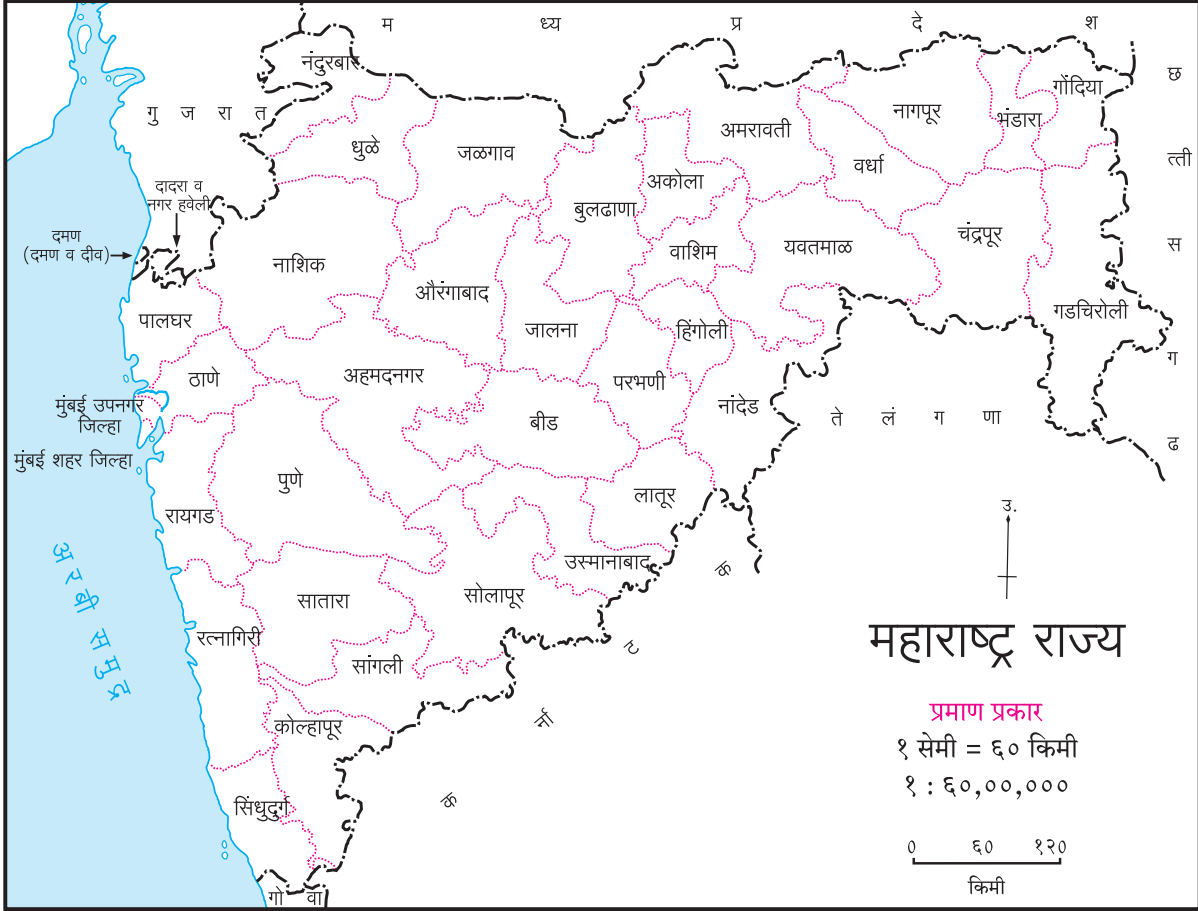 म ध्य प्र दे श
छ त्ती स ग ढ
गु ज रा त
नंदुरबार
गोंदिया
नागपूर
भंडारा
अमरावती
धुळे
जळगाव
वर्धा
अकोला
दादरा व
नगर हवेली
बुलढाणा
दमण
(दमण व दीव)
चंद्रपूर
यवतमाळ
वाशिम
नाशिक
औरंगाबाद
गडचिरोली
पालघर
जालना
हिंगोली
ठाणे
अहमदनगर
परभणी
नांदेड
मुंबई उपनगर
जिल्हा
ते लं ग णा
बीड
मुंबई शहर जिल्हा
पुणे
लातूर
रायगड
उ.
अरबी समुद्र
उस्मानाबाद
सोलापूर
सातारा
क र्ना ट क
रत्नागिरी
सांगली
महाराष्ट्र राज्य
कोल्हापूर
प्रमाण प्रकार
१ सेमी = ६० किमी
१ : ६०,००,०००
सिंधुदुर्ग
० ६० १२०
किमी
गो वा